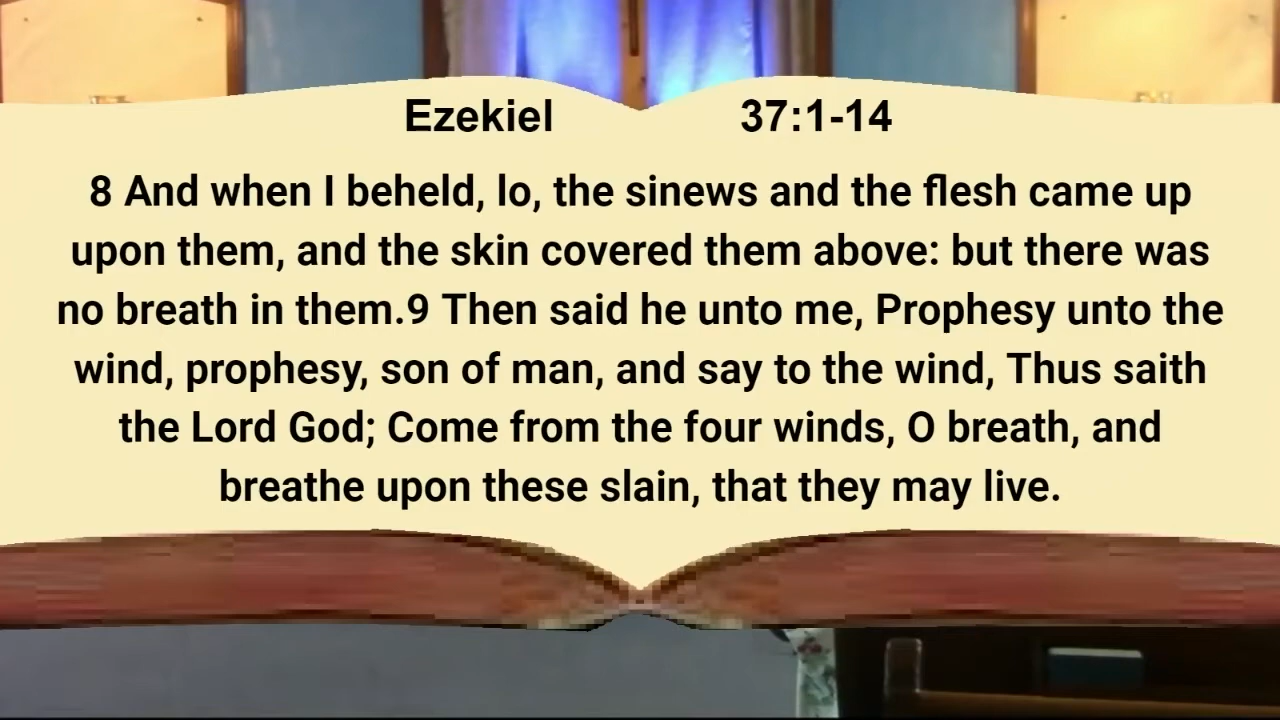 Ezekiel 37:1-14
8 And when I beheld, lo, the sinews and the flesh came up
upon them, and the skin covered them above: but there was
no breath in them.9 Then said he unto me, Prophesy unto the
wind, prophesy, son of man, and say to the wind, Thus saith
the Lord God; Come from the four winds, O breath, and
breathe upon these slain, that they may live.